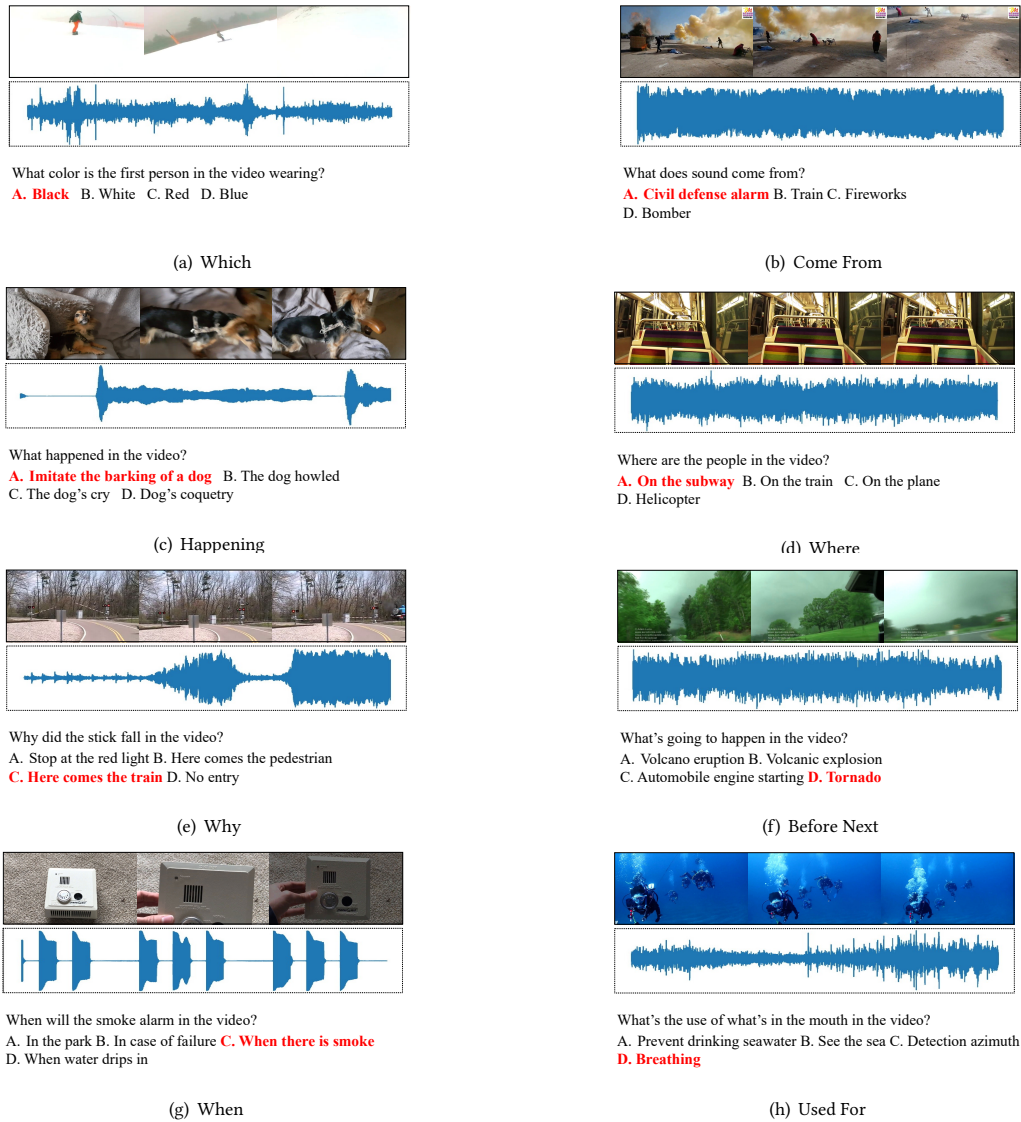 What color is the first person in the video wearing?
A. Black B. White C. Red D. Blue
(a) Which
What does sound come from?
A. Civil defense alarm B. Train C. Fireworks
D. Bomber
(b) Come From
What happened in the video?
A. Imitate the barking of a dog B. The dog howled
C. The dog's cry D. Dog's coquetry
(c) Happening
Where are the people in the video?
A. On the subway B. On the train C. On the plane
D. Helicopter
(d) Where
Why did the stick fall in the video?
A. Stop at the red light B. Here comes the pedestrian
C. Here comes the train D. No entry
(e) Why
What's going to happen in the video?
A. Volcano eruption B. Volcanic explosion
C. Automobile engine starting D. Tornado
(f) Before Next
When will the smoke alarm in the video?
A. In the park B. In case of failure C. When there is smoke
D. When water drips in
(g) When
What's the use of what's in the mouth in the video?
A. Prevent drinking seawater B. See the sea C. Detection azimuth
D. Breathing
(h) Used For